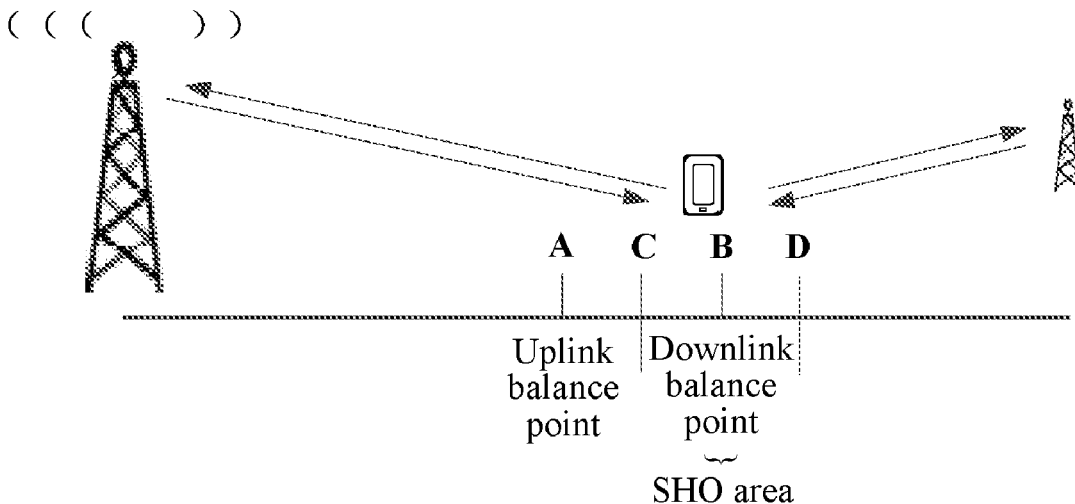 ( ( ( ) ) )
A C B D
Uplink
balance
point
Downlink
balance
point
SHO area